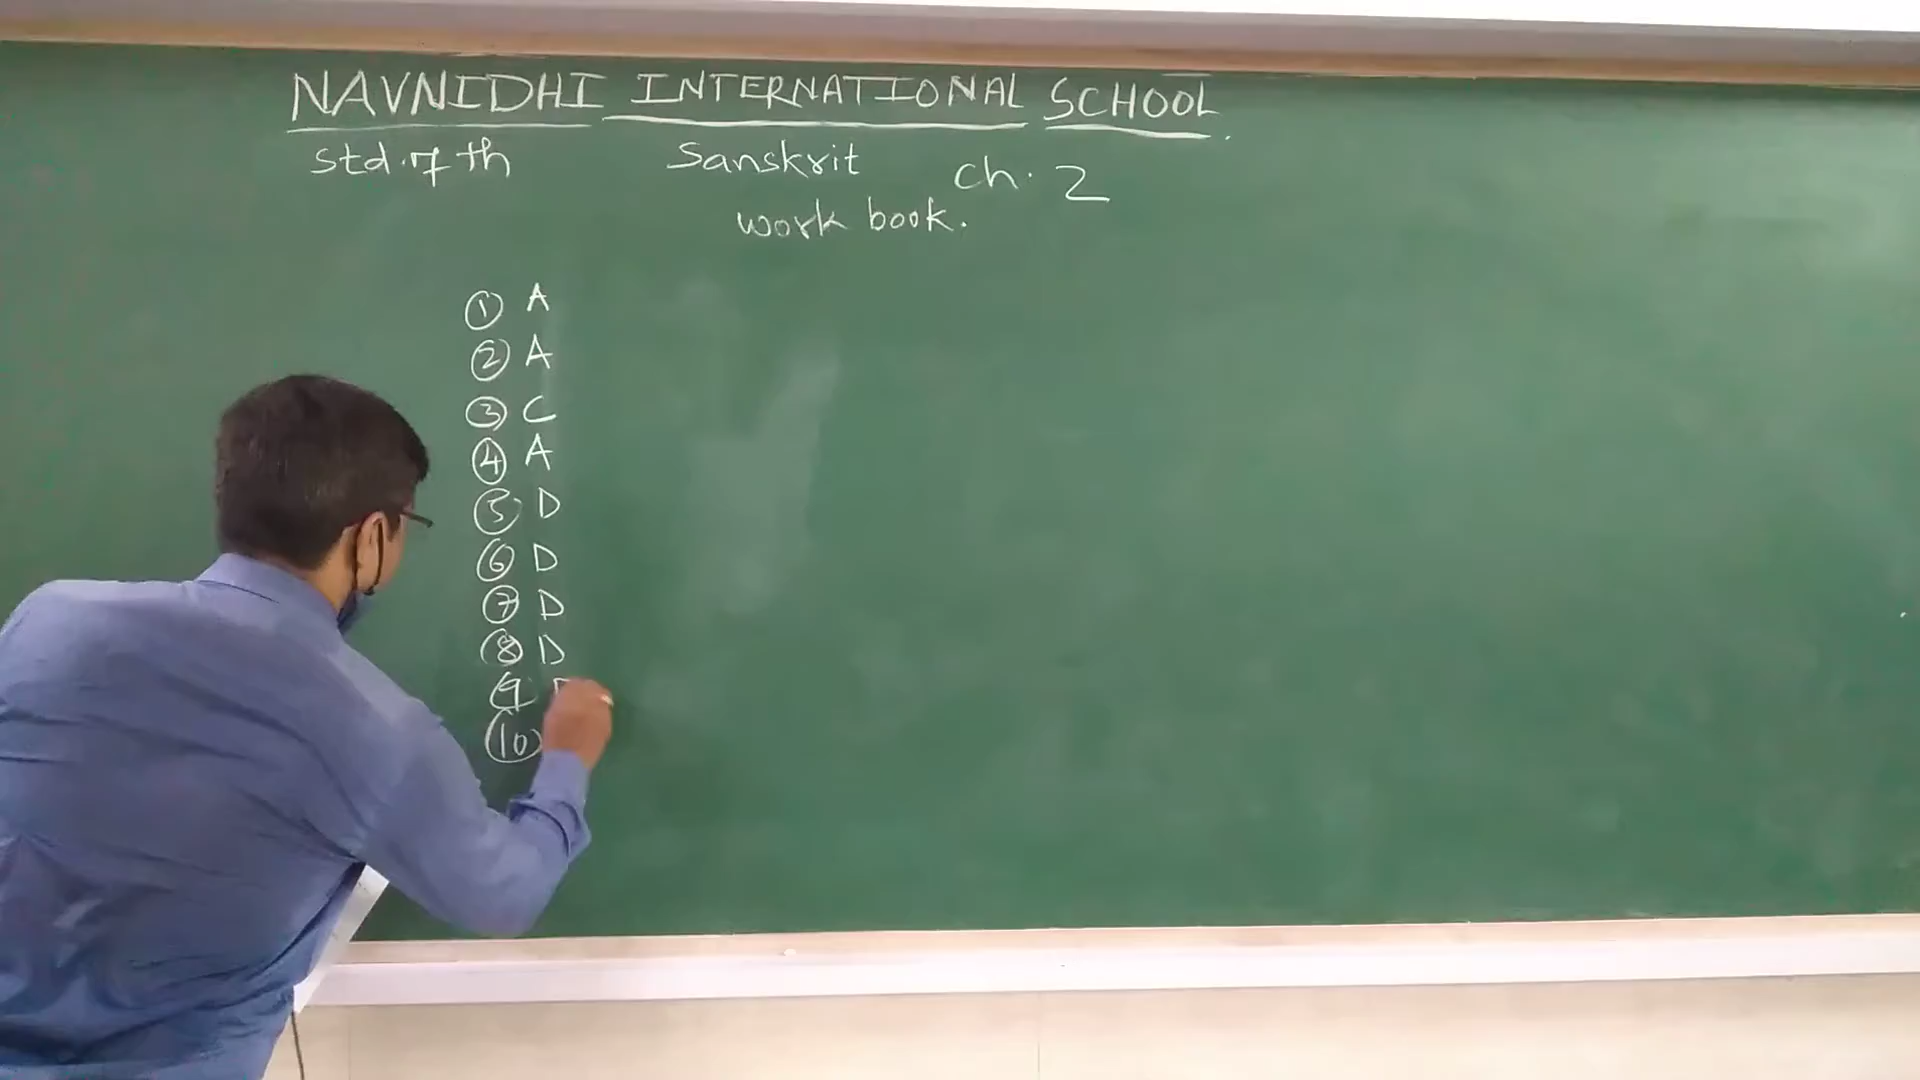 NAVNIDHI INTERNATIONAL SCHOOL.
Std. 7th Sanskrit Ch. 2
work book.
① A
② A
③ C
④ A
⑤ D
⑥ D
⑦ D
⑧ D
⑨
⑩